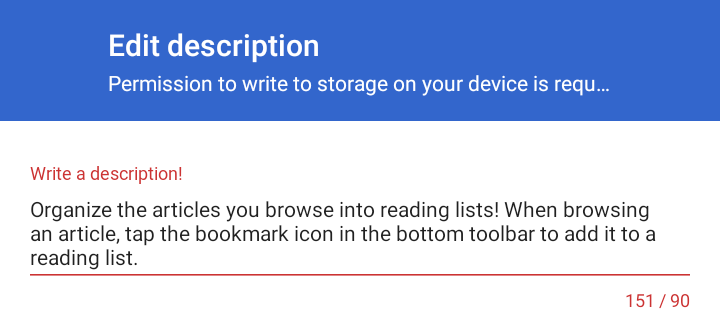 Edit description
Permission to write to storage on your device is requ...
Write a description!
Organize the articles you browse into reading lists! When browsing
an article, tap the bookmark icon in the bottom toolbar to add it to a
reading list.
151 / 90